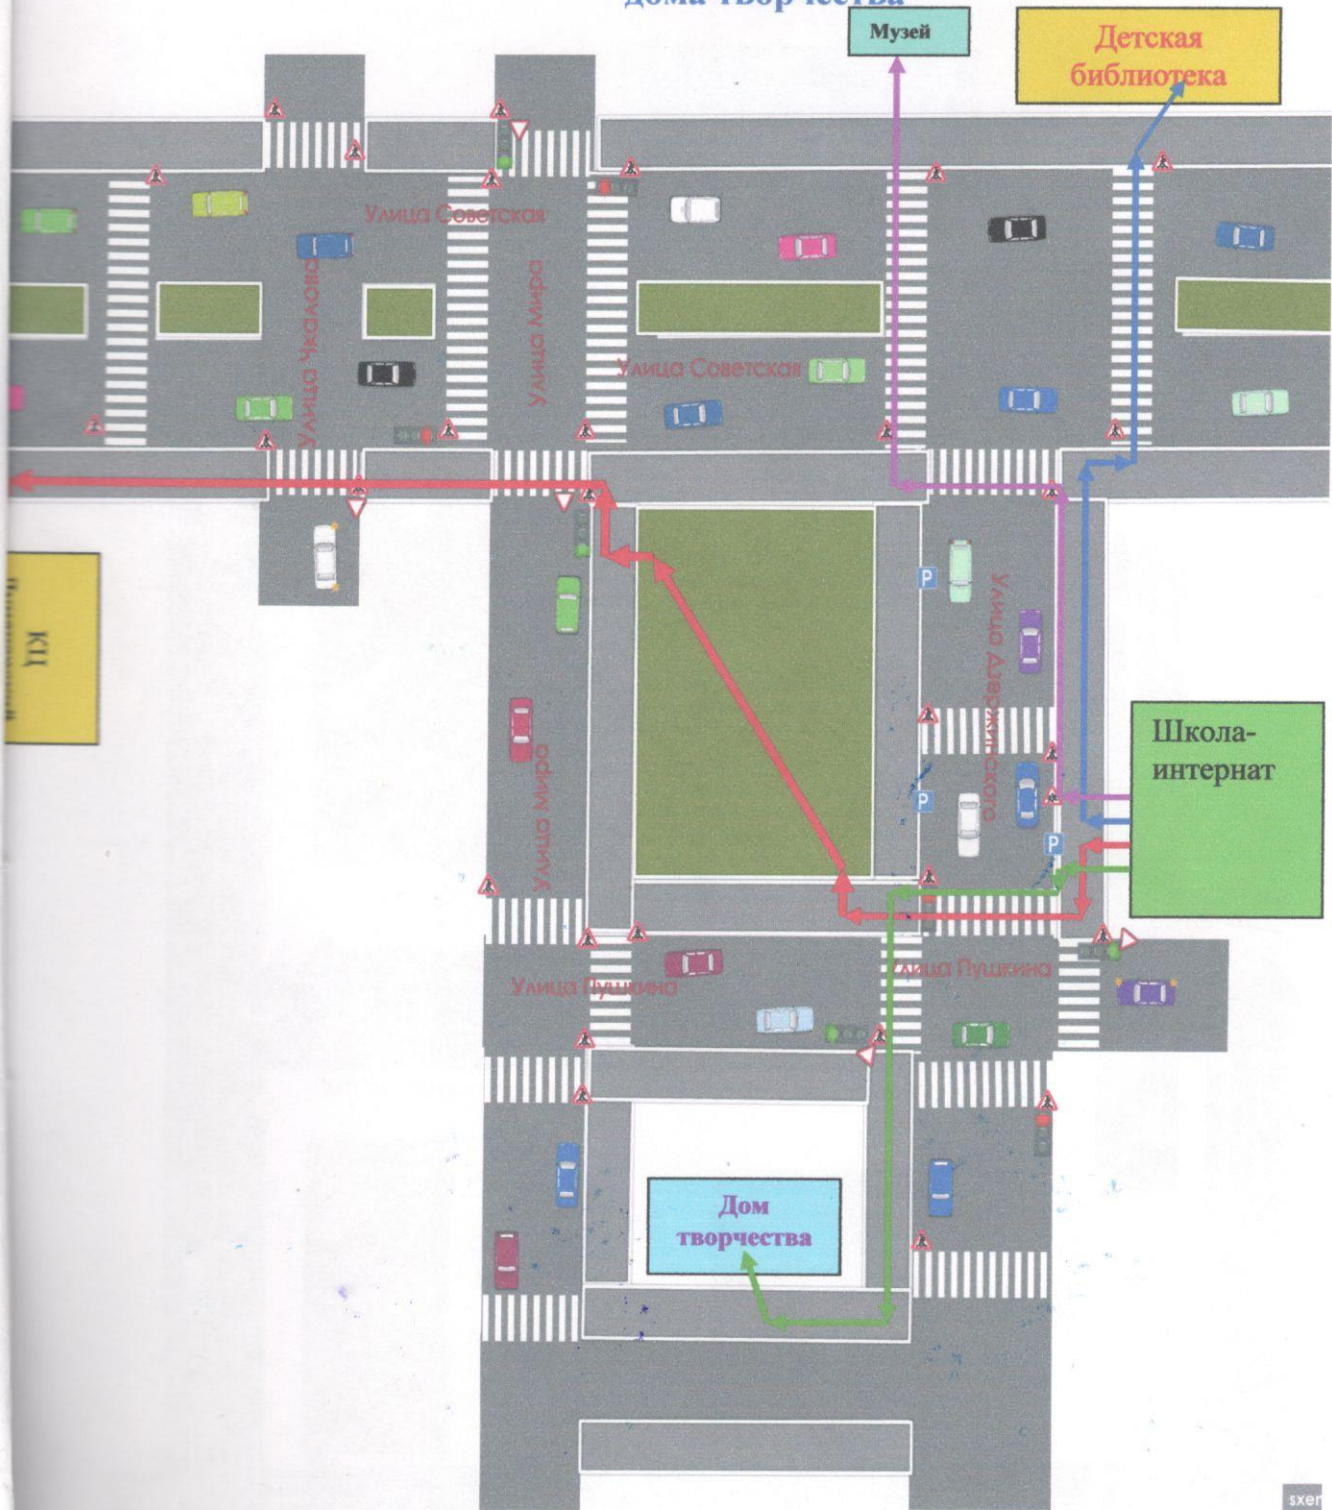 дома творчества
Музей
Детская
библиотека
Улица Советская
Улица Чкалова
Улица Мира
Улица Советская
КЦ
P
Улица Дзержинского
Школа-
интернат
Улица Мира
P
P
Улица Пушкина
Улица Пушкина
Дом
творчества
sxer